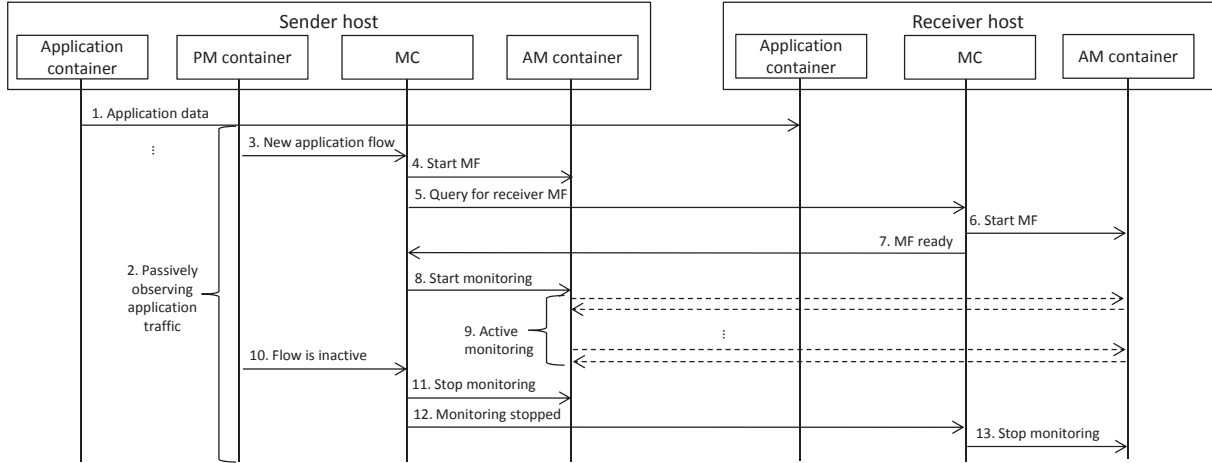 Sender host
Receiver host
Application
container
PM container
MC
AM container
Application
container
MC
AM container
1. Application data
...
3. New application flow
4. Start MF
5. Query for receiver MF
6. Start MF
7. MF ready
2. Passively
observing
application
traffic
8. Start monitoring
9. Active
monitoring
...
10. Flow is inactive
11. Stop monitoring
12. Monitoring stopped
13. Stop monitoring